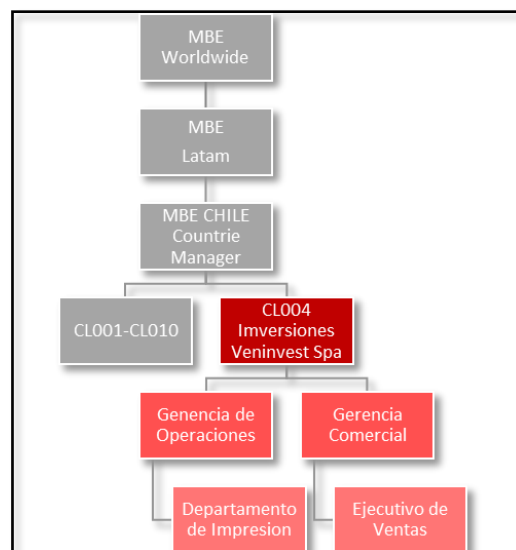 MBE
Worldwide
MBE
Latam
MBE CHILE
Countrie
Manager
CL001-CL010
CL004
Imversiones
Veninvest Spa
Genencia de
Operaciones
Gerencia
Comercial
Departamento
de Impresion
Ejecutivo de
Ventas